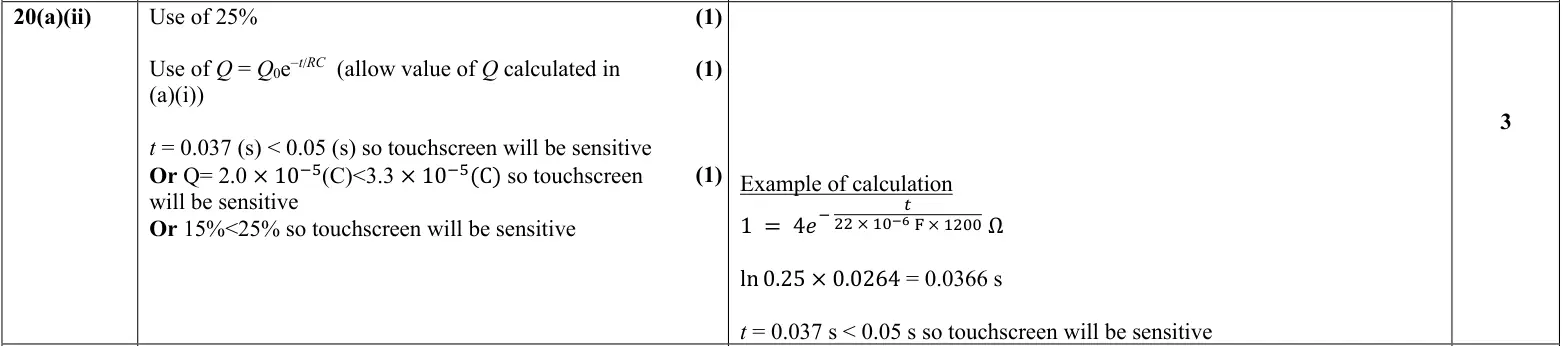 20(a)(ii)
Use of 25% (1)
Use of Q = Q₀e^–t/RC (allow value of Q calculated in (1)
(a)(i))
t = 0.037 (s) < 0.05 (s) so touchscreen will be sensitive
Or Q= 2.0 × 10⁻⁵(C)<3.3 × 10⁻⁵(C) so touchscreen (1)
will be sensitive
Or 15%<25% so touchscreen will be sensitive
Example of calculation
1 = 4e^−t/(22 × 10⁻⁶ F × 1200) Ω
ln 0.25 × 0.0264 = 0.0366 s
t = 0.037 s < 0.05 s so touchscreen will be sensitive
3